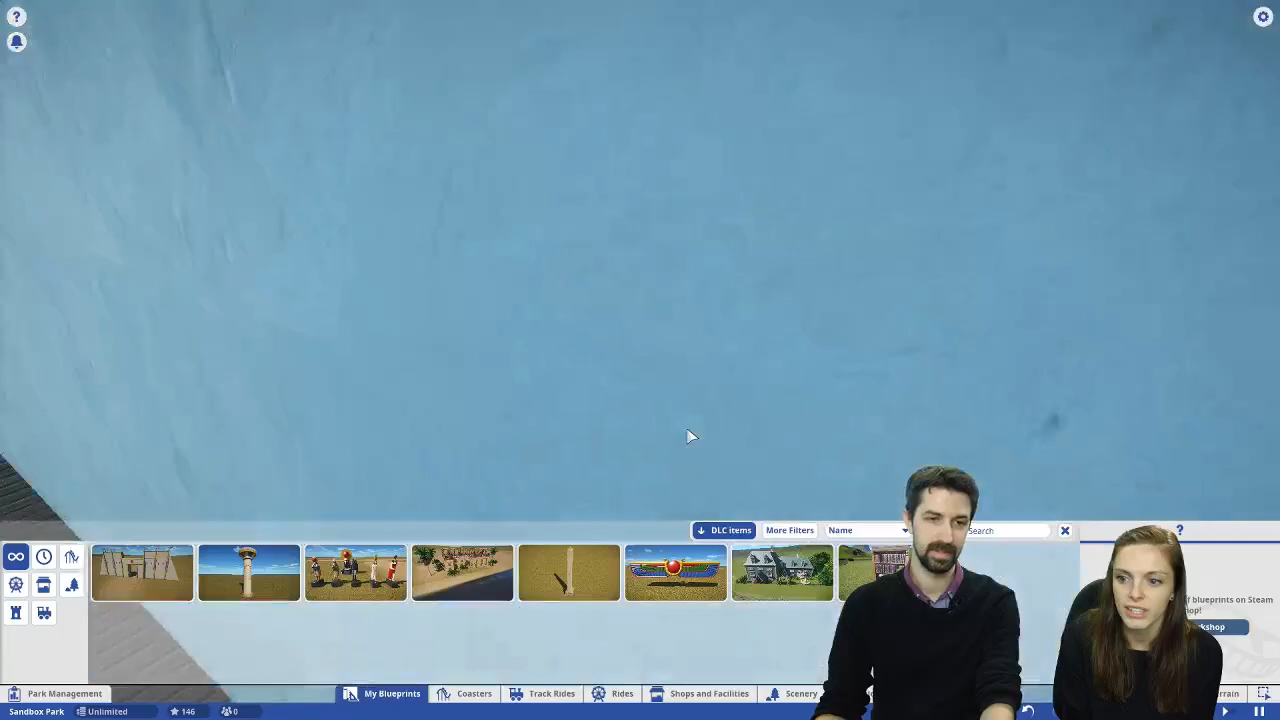 ?
DLC items More Filters Name Search
?
f blueprints on Steam
op!
rkshop
Park Management My Blueprints Coasters Track Rides Rides Shops and Facilities Scenery rrain
Sandbox Park Unlimited 146 0